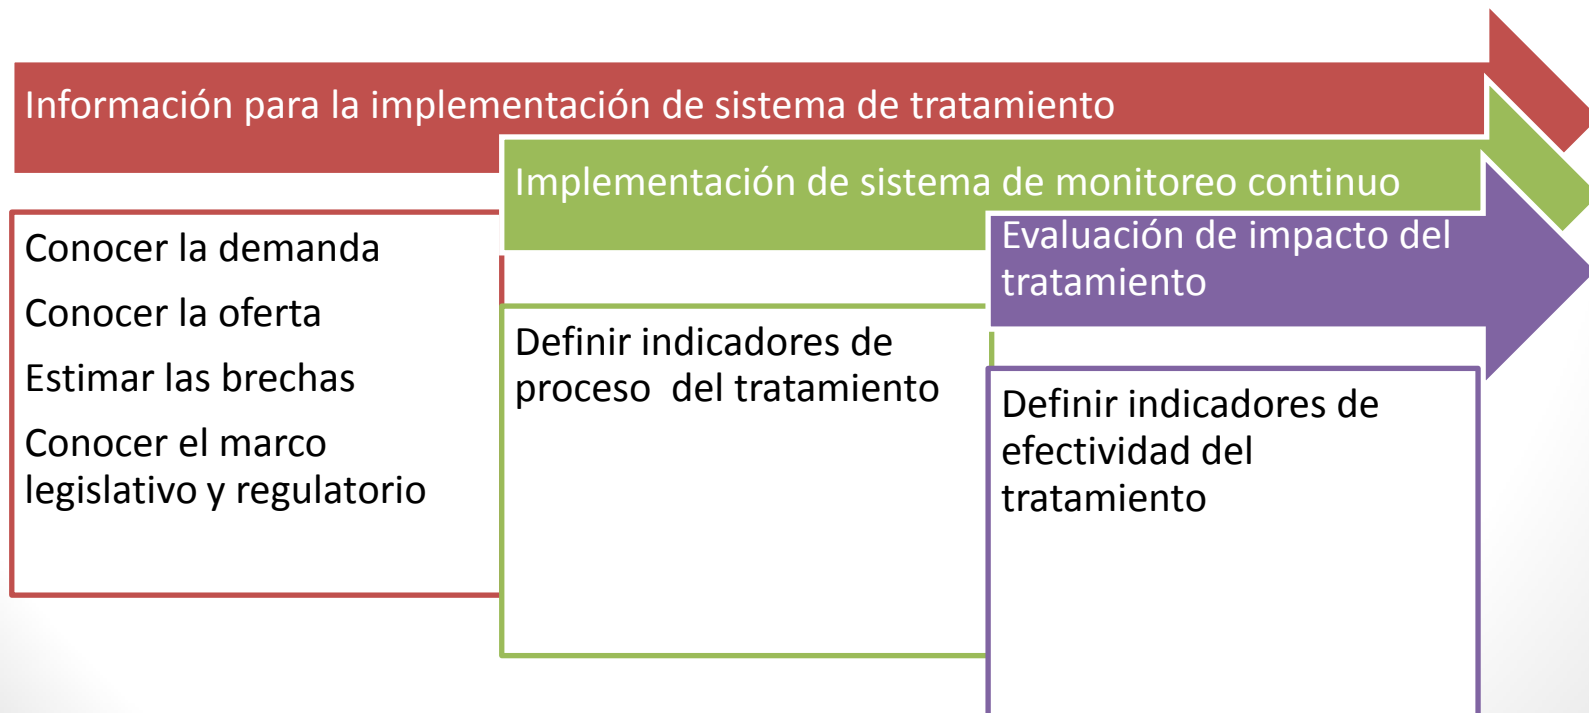 Información para la implementación de sistema de tratamiento
Implementación de sistema de monitoreo continuo
Evaluación de impacto del
tratamiento
Conocer la demanda
Conocer la oferta
Estimar las brechas
Conocer el marco
legislativo y regulatorio
Definir indicadores de
proceso  del tratamiento
Definir indicadores de
efectividad del
tratamiento